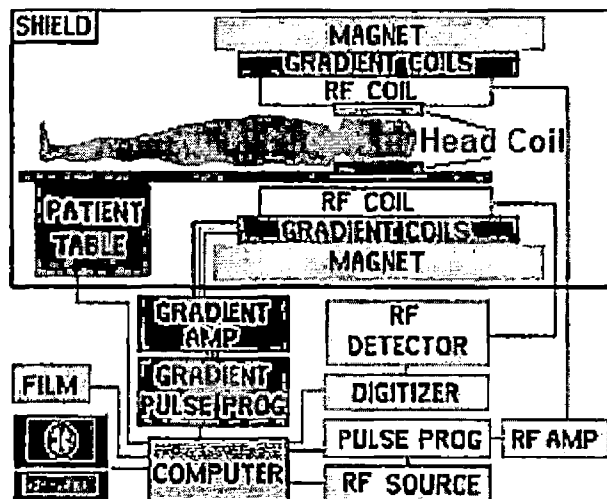 SHIELD
MAGNET
GRADIENT COILS
RF COIL
Head Coil
RF COIL
GRADIENT COILS
MAGNET
PATIENT
TABLE
GRADIENT
AMP
RF
DETECTOR
GRADIENT
PULSE PROG
FILM
DIGITIZER
PULSE PROG
RF AMP
COMPUTER
RF SOURCE